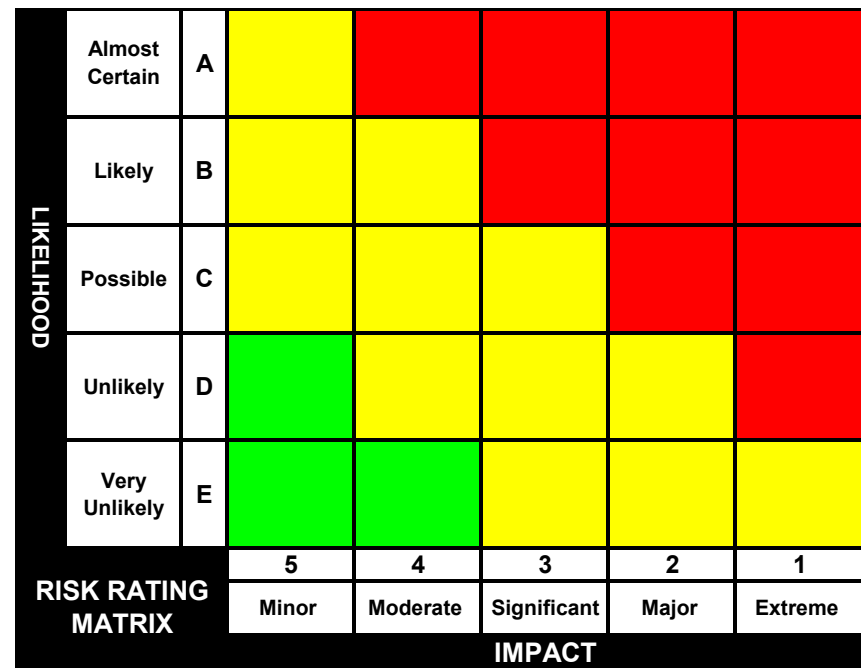 LIKELIHOOD
Almost
Certain
A
Likely
B
Possible
C
Unlikely
D
Very
Unlikely
E
RISK RATING
MATRIX
5
4
3
2
1
Minor
Moderate
Significant
Major
Extreme
IMPACT